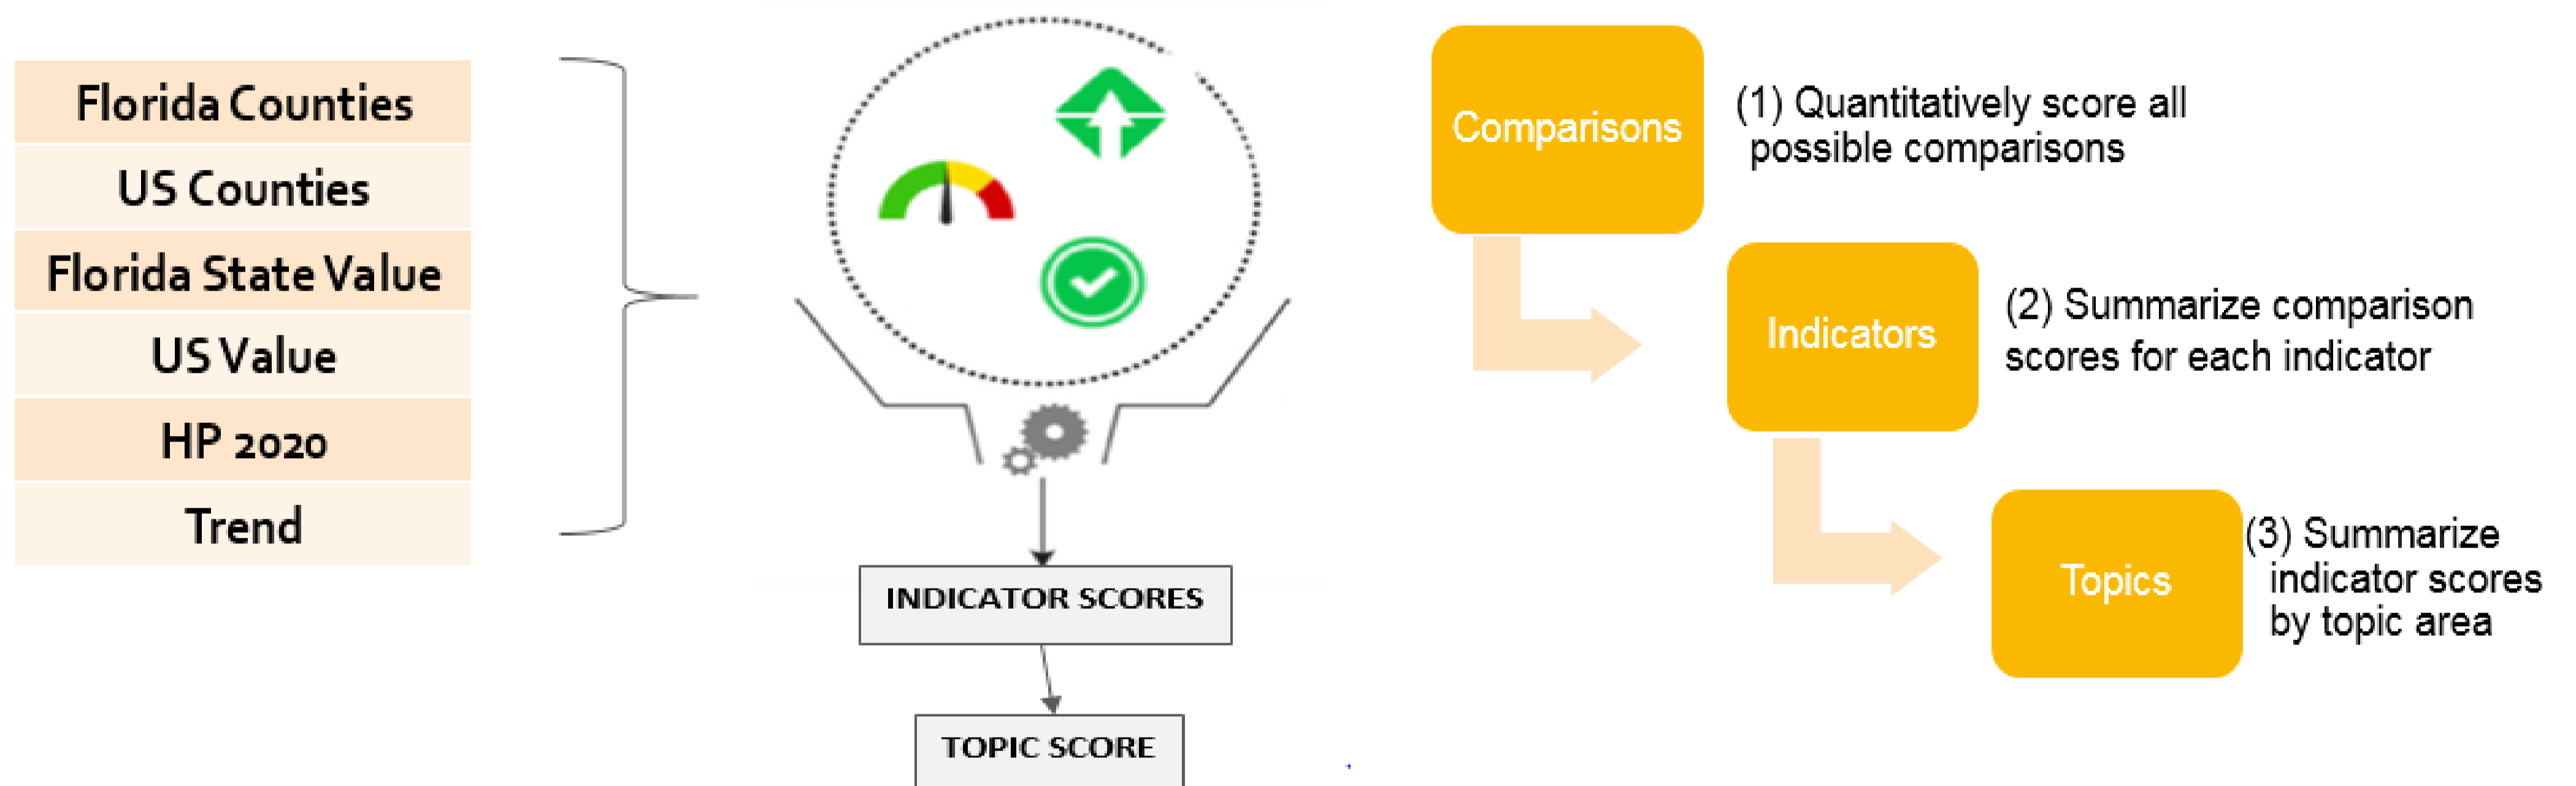 Florida Counties
US Counties
Florida State Value
US Value
HP 2020
Trend
INDICATOR SCORES
TOPIC SCORE
Comparisons
(1) Quantitatively score all
possible comparisons
Indicators
(2) Summarize comparison
scores for each indicator
Topics
(3) Summarize
indicator scores
by topic area